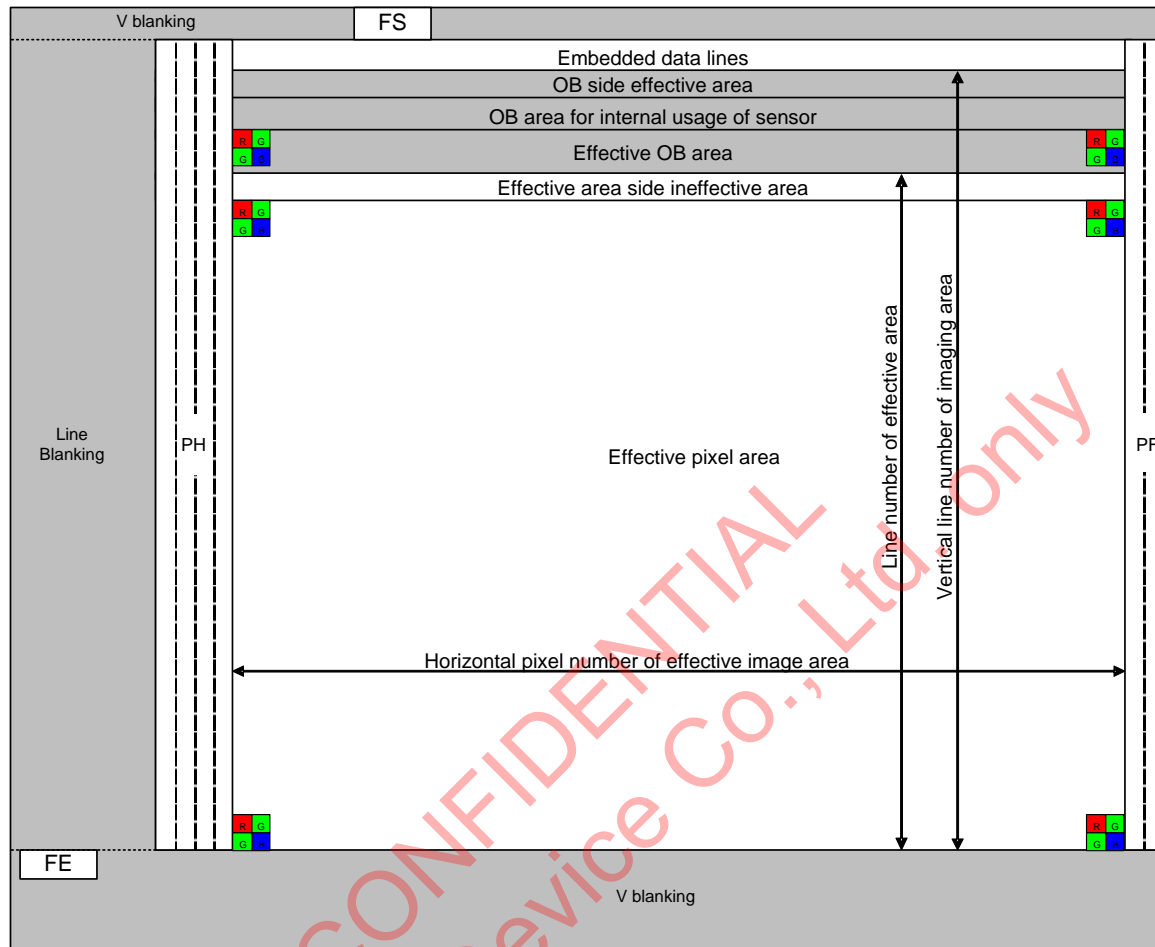 V blanking
FS
Embedded data lines
OB side effective area
OB area for internal usage of sensor
R G
G B
Effective OB area
R G
G B
Effective area side ineffective area
R G
G B
R G
G B
Line
Blanking
PH
Effective pixel area
PF
Line number of effective area
Vertical line number of imaging area
Horizontal pixel number of effective image area
R G
G B
R G
G B
FE
V blanking
CONFIDENTIAL
Device Co., Ltd. only